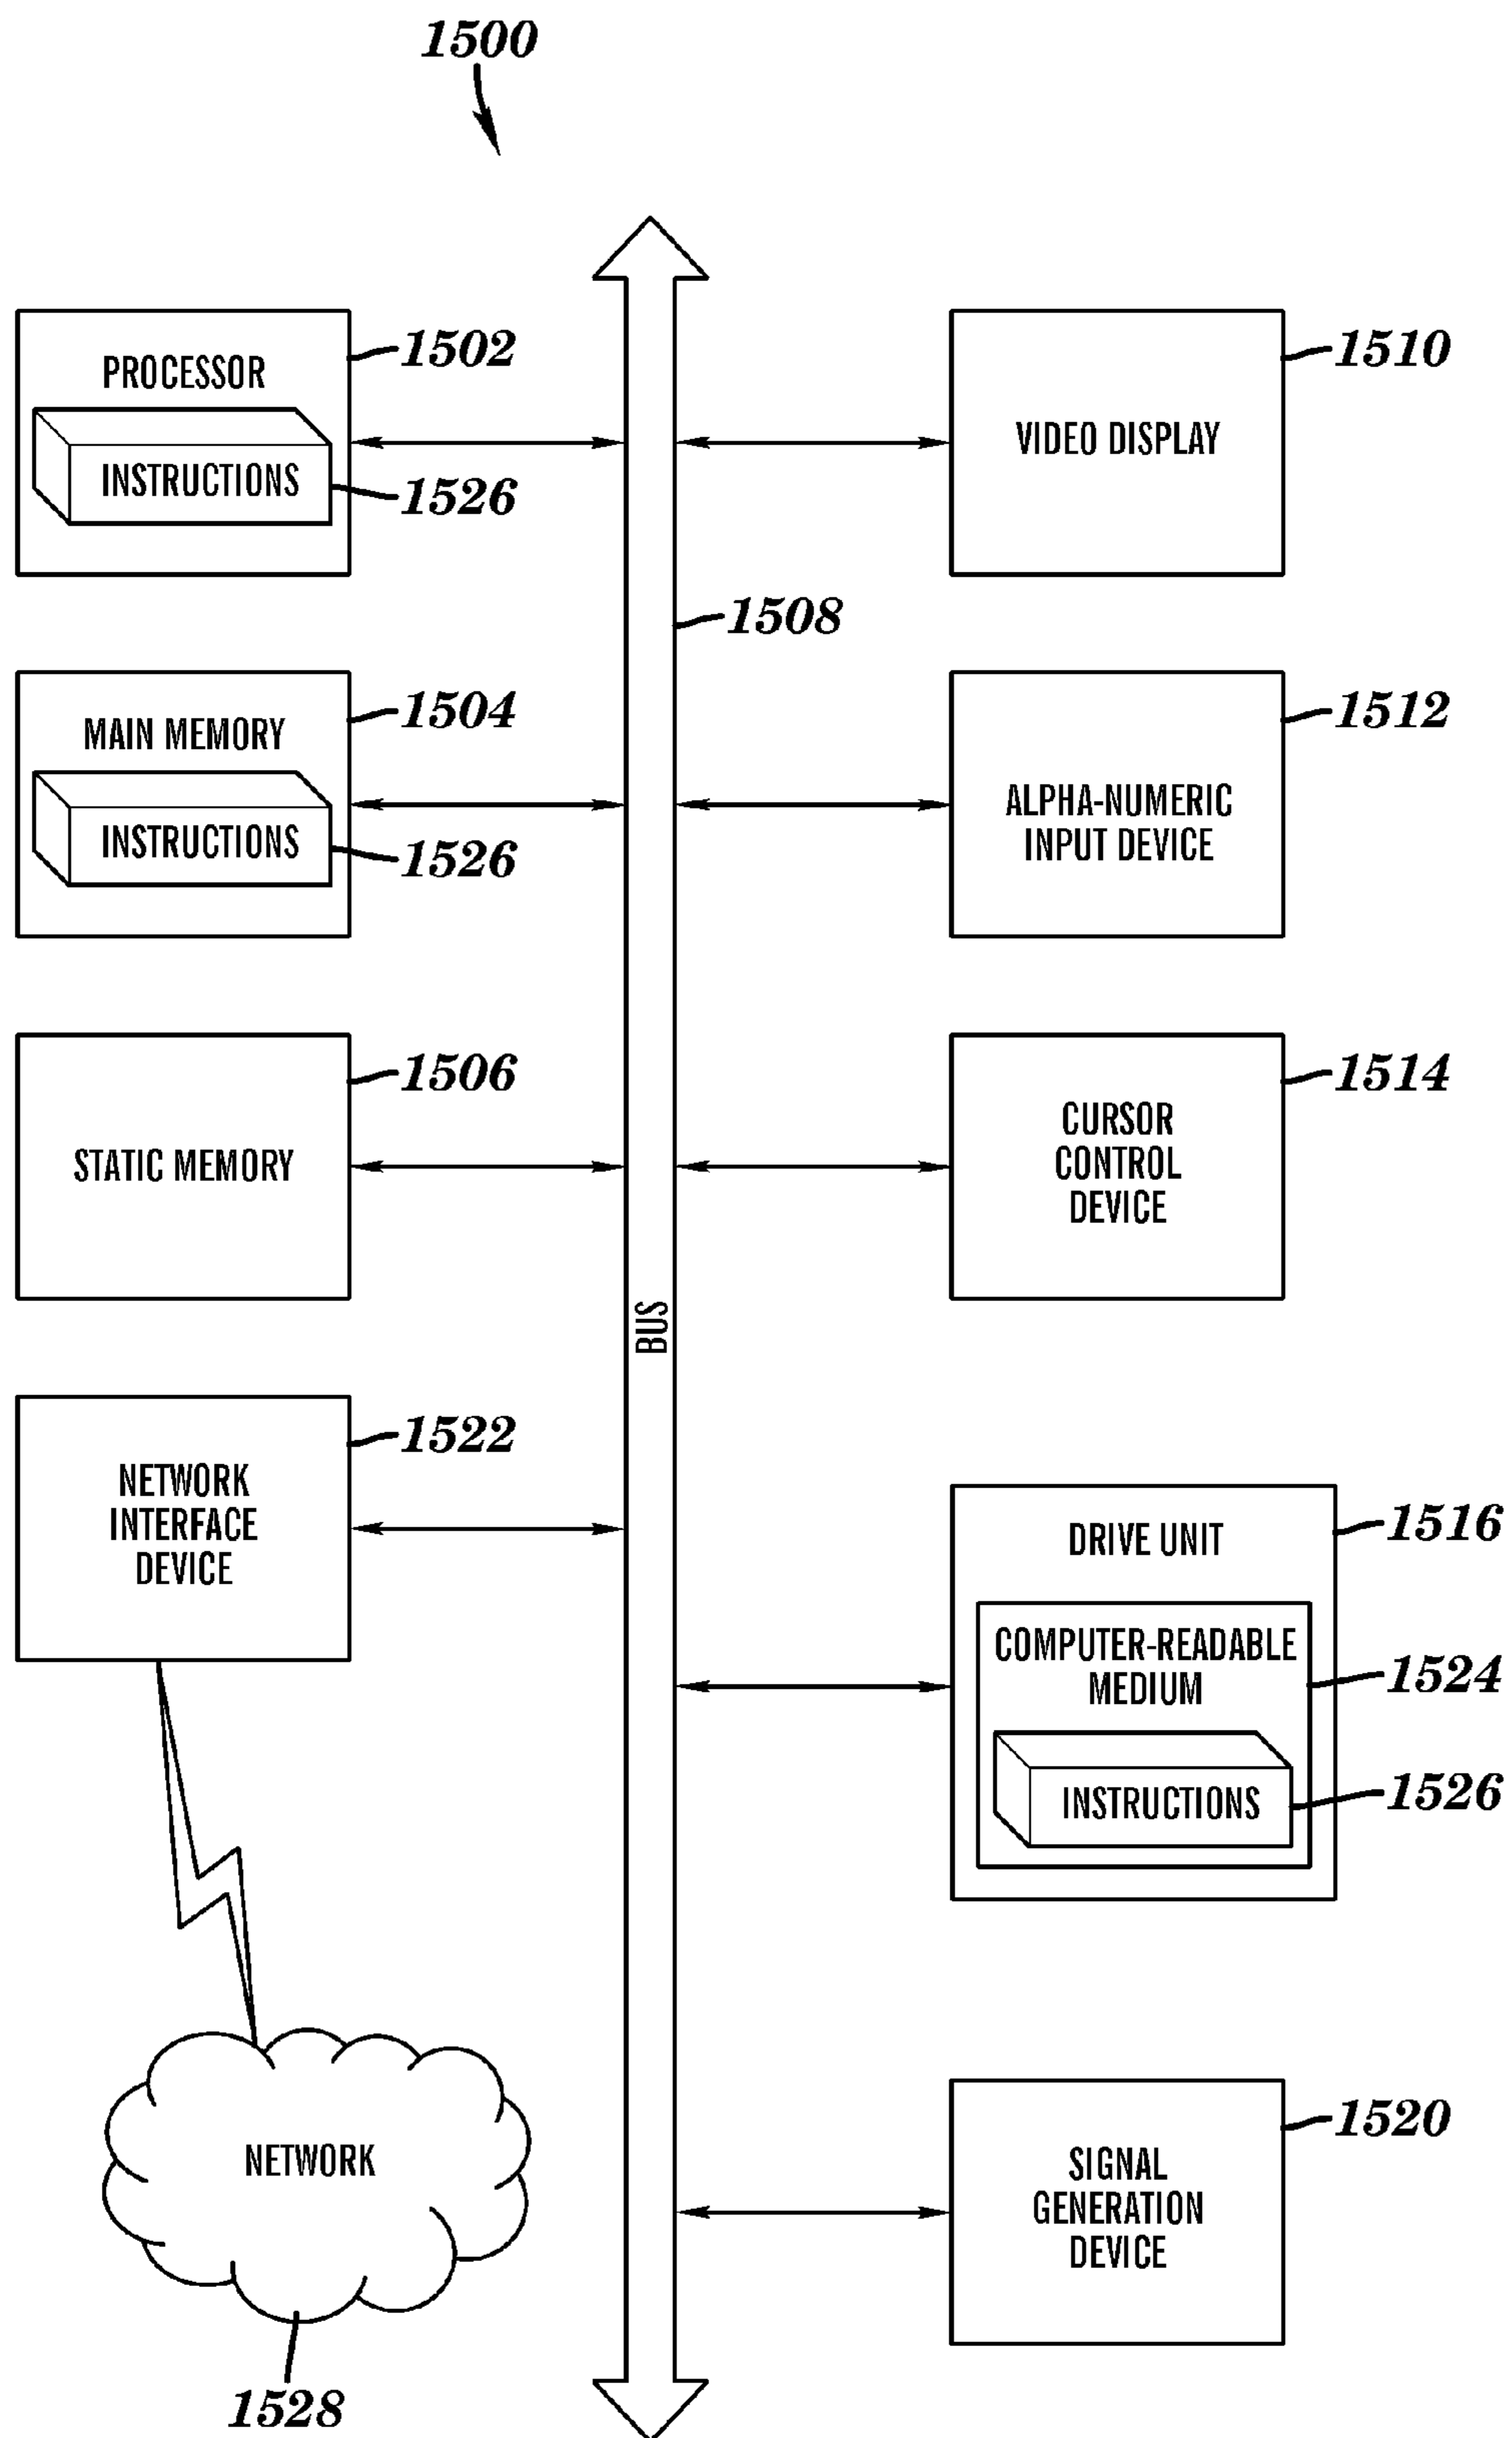 1500
PROCESSOR
1502
INSTRUCTIONS
1526
MAIN MEMORY
1504
INSTRUCTIONS
1526
STATIC MEMORY
1506
NETWORK
INTERFACE
DEVICE
1522
NETWORK
1528
BUS
1508
VIDEO DISPLAY
1510
ALPHA-NUMERIC
INPUT DEVICE
1512
CURSOR
CONTROL
DEVICE
1514
DRIVE UNIT
1516
COMPUTER-READABLE
MEDIUM
1524
INSTRUCTIONS
1526
SIGNAL
GENERATION
DEVICE
1520